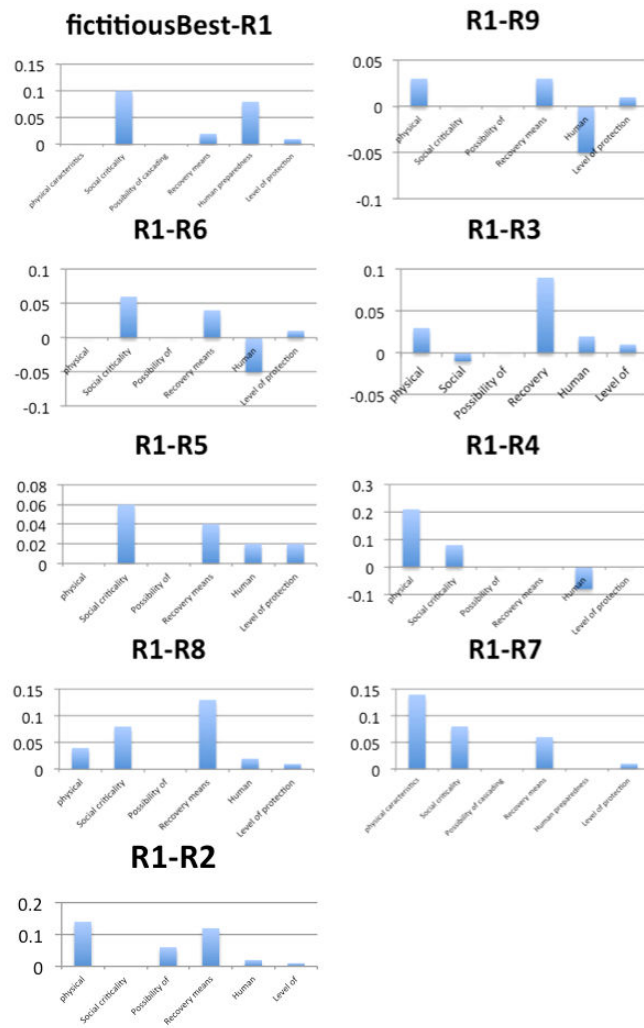 fictitiousBest-R1
0.15
0.1
0.05
0
physical caracteristics
Social criticality
Possibility of cascading
Recovery means
Human preparedness
Level of protection
R1-R9
0.05
0
-0.05
-0.1
physical
Social criticality
Possibility of
Recovery means
Human
Level of protection
R1-R6
0.1
0.05
0
-0.05
-0.1
physical
Social criticality
Possibility of
Recovery means
Human
Level of protection
R1-R3
0.1
0.05
0
-0.05
physical
Social
Possibility of
Recovery
Human
Level of
R1-R5
0.08
0.06
0.04
0.02
0
physical
Social criticality
Possibility of
Recovery means
Human
Level of protection
R1-R4
0.3
0.2
0.1
0
-0.1
physical
Social criticality
Possibility of
Recovery means
Human
Level of protection
R1-R8
0.15
0.1
0.05
0
physical
Social criticality
Possibility of
Recovery means
Human
Level of protection
R1-R7
0.15
0.1
0.05
0
physical caracteristics
Social criticality
Possibility of cascading
Recovery means
Human preparedness
Level of protection
R1-R2
0.2
0.1
0
physical
Social criticality
Possibility of
Recovery means
Human
Level of